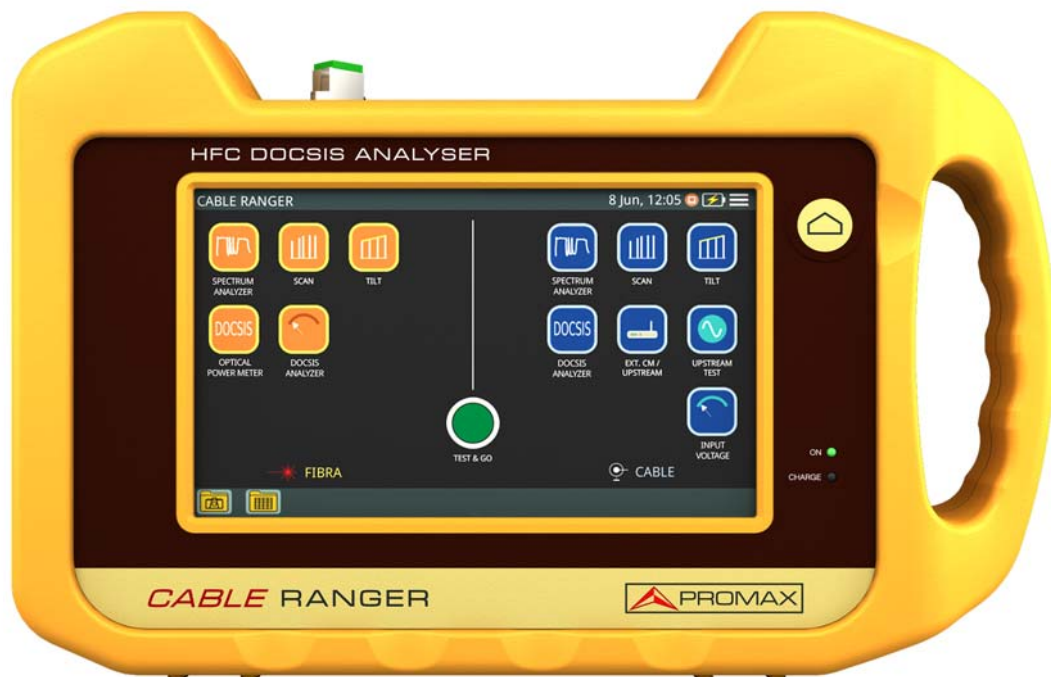 HFC DOCSIS ANALYSER
CABLE RANGER
8 Jun, 12:05
SPECTRUM
ANALYZER
SCAN
TILT
DOCSIS
OPTICAL
POWER METER
DOCSIS
ANALYZER
SPECTRUM
ANALYZER
SCAN
TILT
DOCSIS
DOCSIS
ANALYZER
EXT. CM /
UPSTREAM
UPSTREAM
TEST
INPUT
VOLTAGE
TEST & GO
FIBRA
CABLE
ON
CHARGE
CABLE RANGER
PROMAX